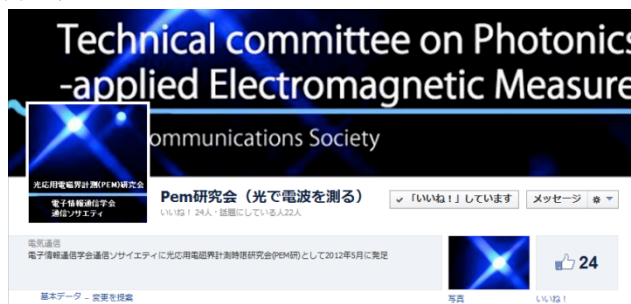 Technical committee on Photonics
-applied Electromagnetic Measure
ommunications Society
光応用電磁界計測(PEM)研究会
電子情報通信学会
通信ソサエティ
Pem研究会（光で電波を測る）
いいね！ 24人・話題にしている人22人
✓ 「いいね！」しています
メッセージ
電気通信
電子情報通信学会通信ソサイエティに光応用電磁界計測時限研究会(PEM研)として2012年5月に発足
24
基本データ - 変更を提案
写真
いいね！